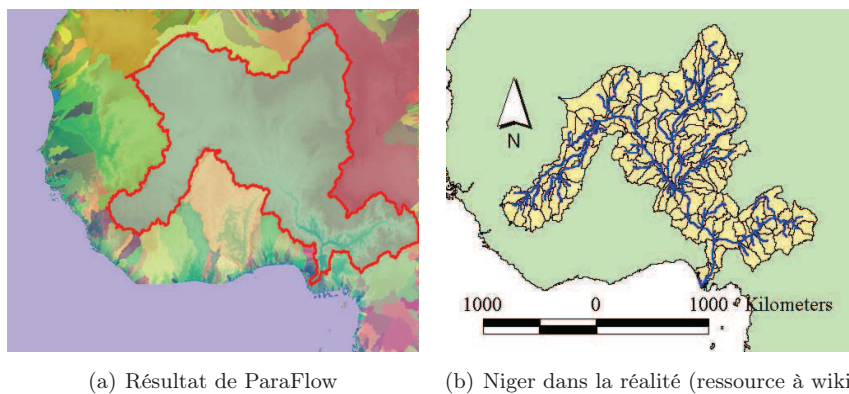 N
1000 0 1000 Kilometers
(a) Résultat de ParaFlow
(b) Niger dans la réalité (ressource à wiki